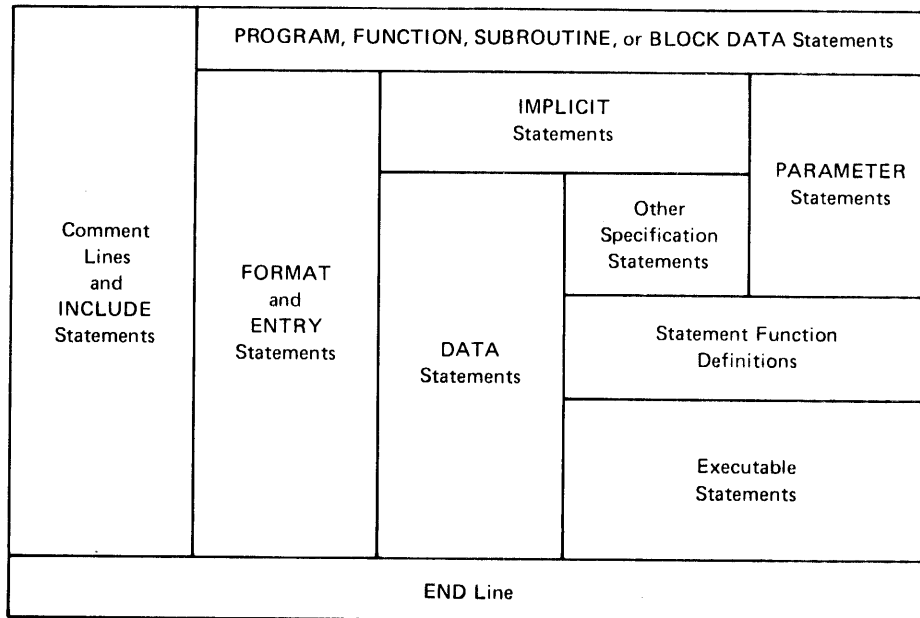 PROGRAM, FUNCTION, SUBROUTINE, or BLOCK DATA Statements
IMPLICIT
Statements
PARAMETER
Statements
Other
Specification
Statements
Comment
Lines
and
INCLUDE
Statements
FORMAT
and
ENTRY
Statements
DATA
Statements
Statement Function
Definitions
Executable
Statements
END Line